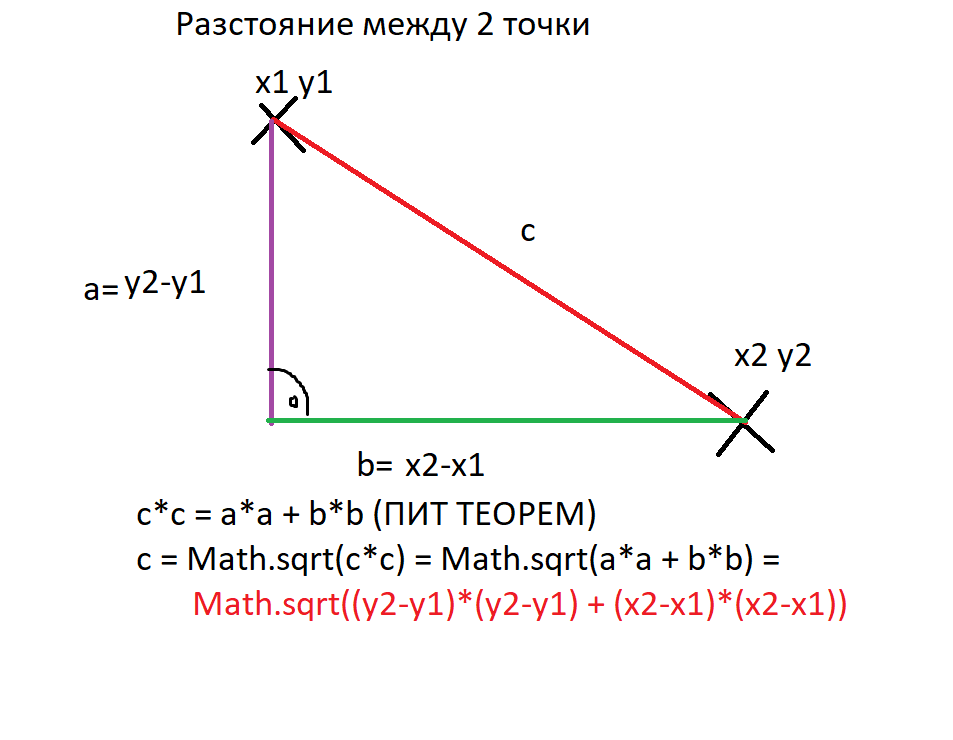 Разстояние между 2 точки
x1 y1
c
a= y2-y1
x2 y2
b= x2-x1
c*c = a*a + b*b (ПИТ ТЕОРЕМ)
c = Math.sqrt(c*c) = Math.sqrt(a*a + b*b) =
Math.sqrt((y2-y1)*(y2-y1) + (x2-x1)*(x2-x1))